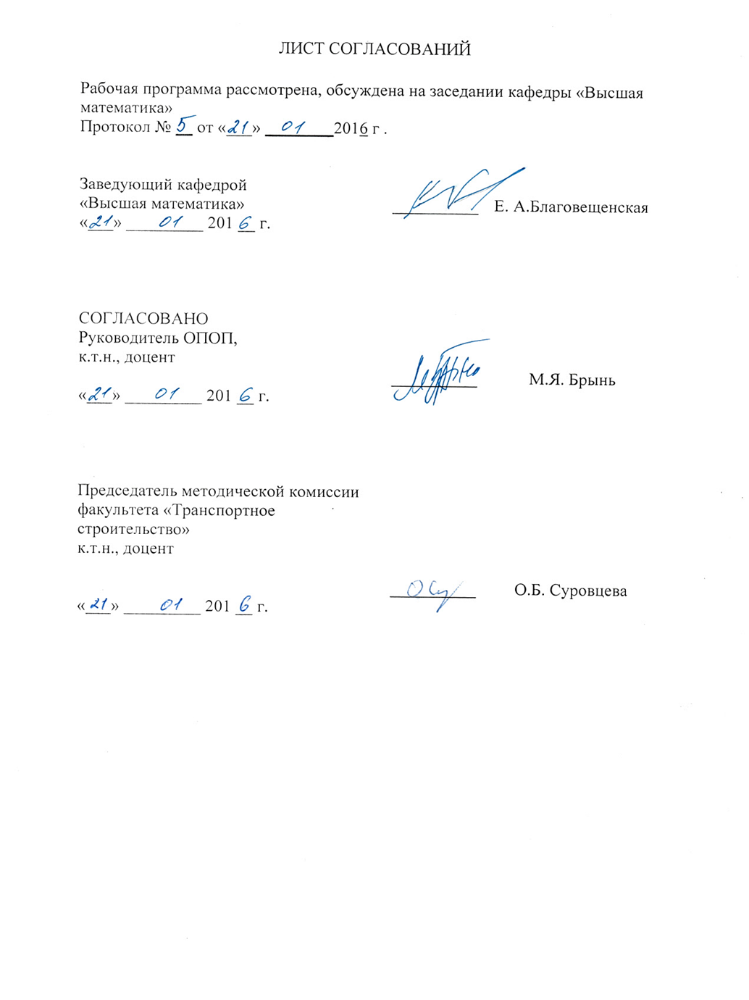 ЛИСТ СОГЛАСОВАНИЙ
Рабочая программа рассмотрена, обсуждена на заседании кафедры «Высшая
математика»
Протокол № 5 от «21» 01 2016 г .
Заведующий кафедрой
«Высшая математика»
Е. А.Благовещенская
«21» 01 201 6 г.
СОГЛАСОВАНО
Руководитель ОПОП,
к.т.н., доцент
М.Я. Брынь
«21» 01 201 6 г.
Председатель методической комиссии
факультета «Транспортное
строительство»
к.т.н., доцент
О.Б. Суровцева
«21» 01 201 6 г.